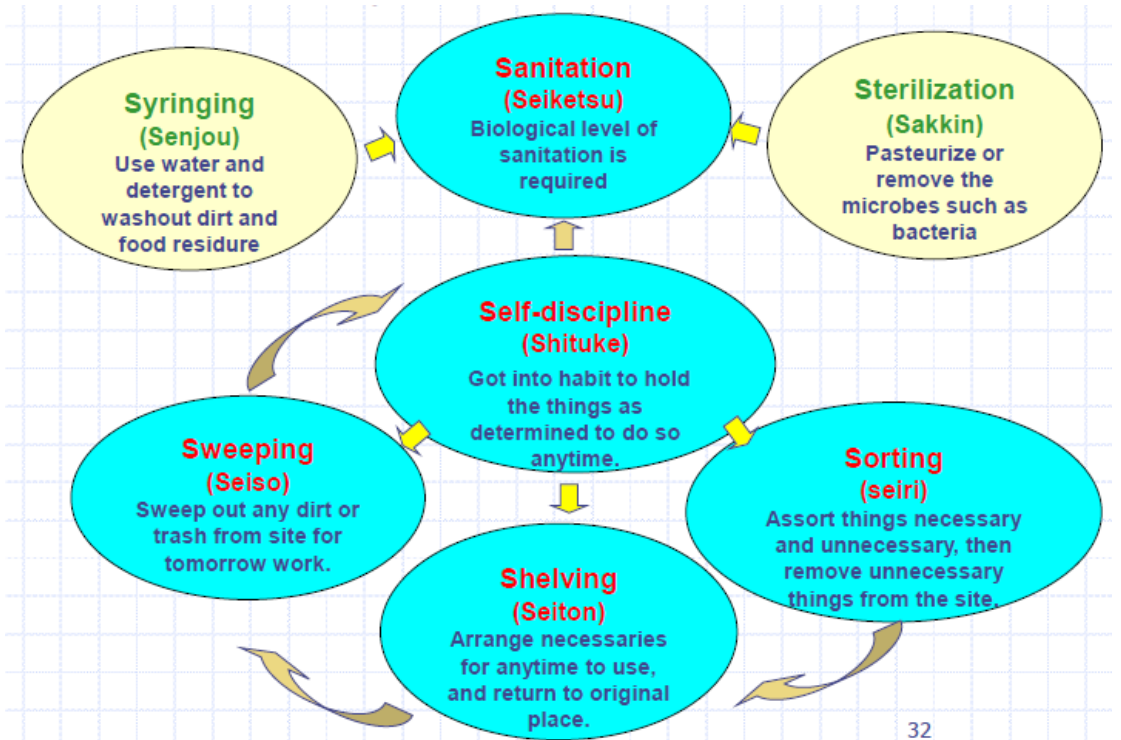 Syringing
(Senjou)
Use water and
detergent to
washout dirt and
food residure
Sanitation
(Seiketsu)
Biological level of
sanitation is
required
Sterilization
(Sakkin)
Pasteurize or
remove the
microbes such as
bacteria
Self-discipline
(Shituke)
Got into habit to hold
the things as
determined to do so
anytime.
Sweeping
(Seiso)
Sweep out any dirt or
trash from site for
tomorrow work.
Sorting
(seiri)
Assort things necessary
and unnecessary, then
remove unnecessary
things from the site.
Shelving
(Seiton)
Arrange necessaries
for anytime to use,
and return to original
place.
32